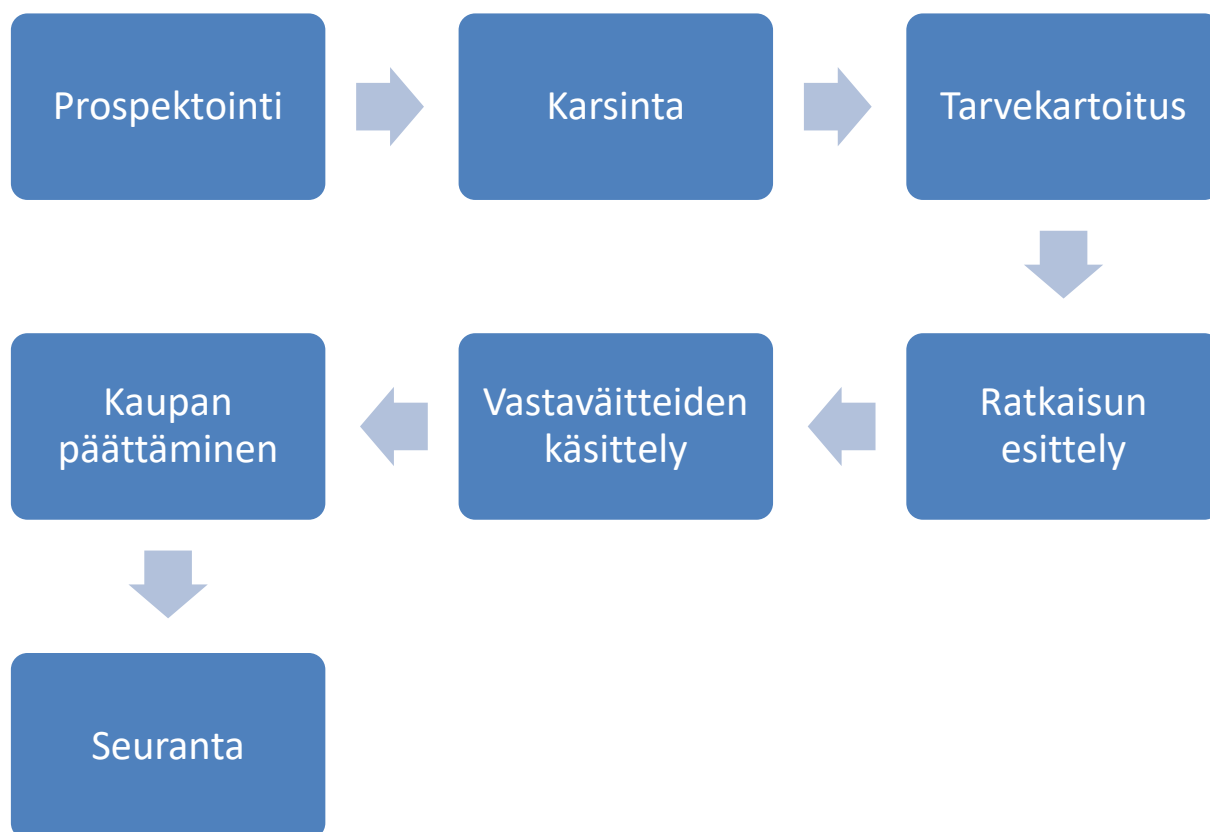 Prospektointi
Karsinta
Tarvekartoitus
Ratkaisun
esittely
Vastaväitteiden
käsittely
Kaupan
päättäminen
Seuranta